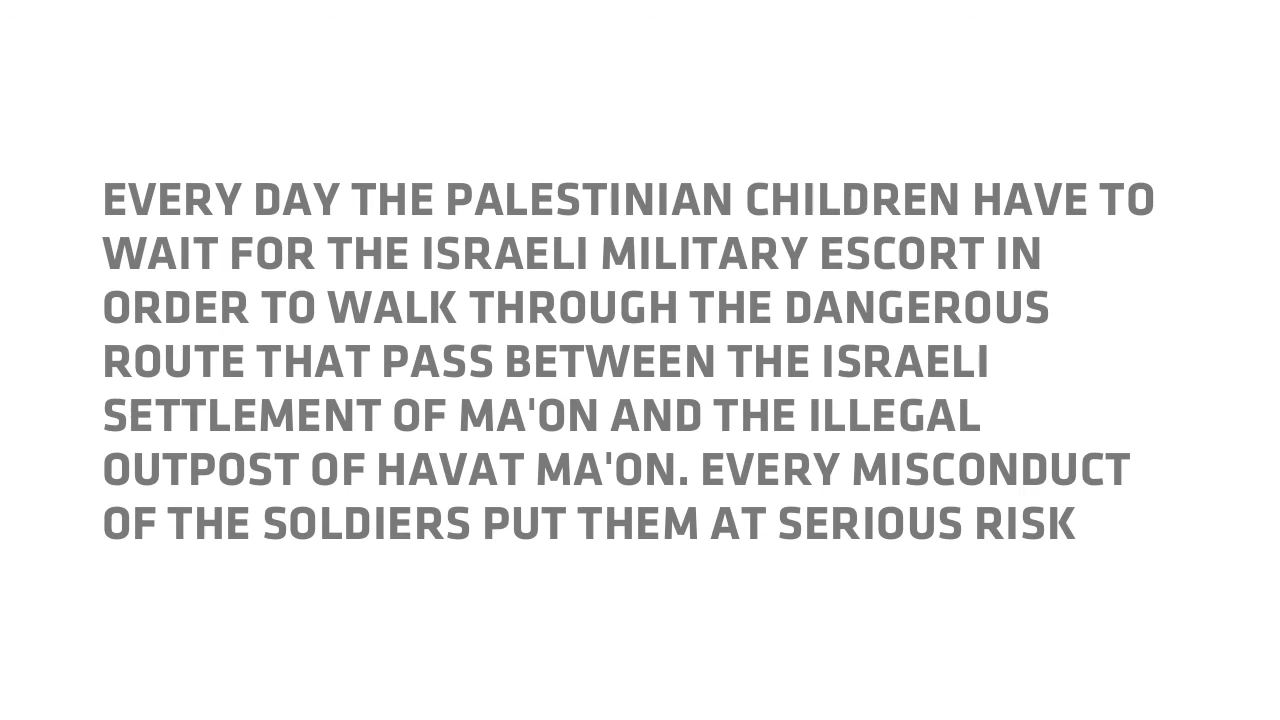 EVERY DAY THE PALESTINIAN CHILDREN HAVE TO
WAIT FOR THE ISRAELI MILITARY ESCORT IN
ORDER TO WALK THROUGH THE DANGEROUS
ROUTE THAT PASS BETWEEN THE ISRAELI
SETTLEMENT OF MA'ON AND THE ILLEGAL
OUTPOST OF HAVAT MA'ON. EVERY MISCONDUCT
OF THE SOLDIERS PUT THEM AT SERIOUS RISK